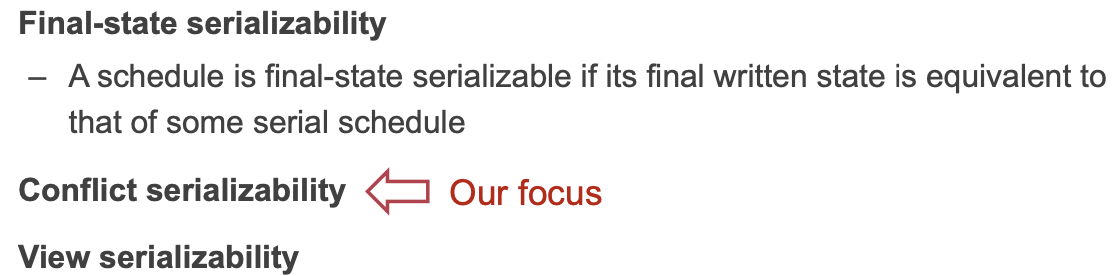 Final-state serializability
– A schedule is final-state serializable if its final written state is equivalent to
that of some serial schedule
Conflict serializability Our focus
View serializability